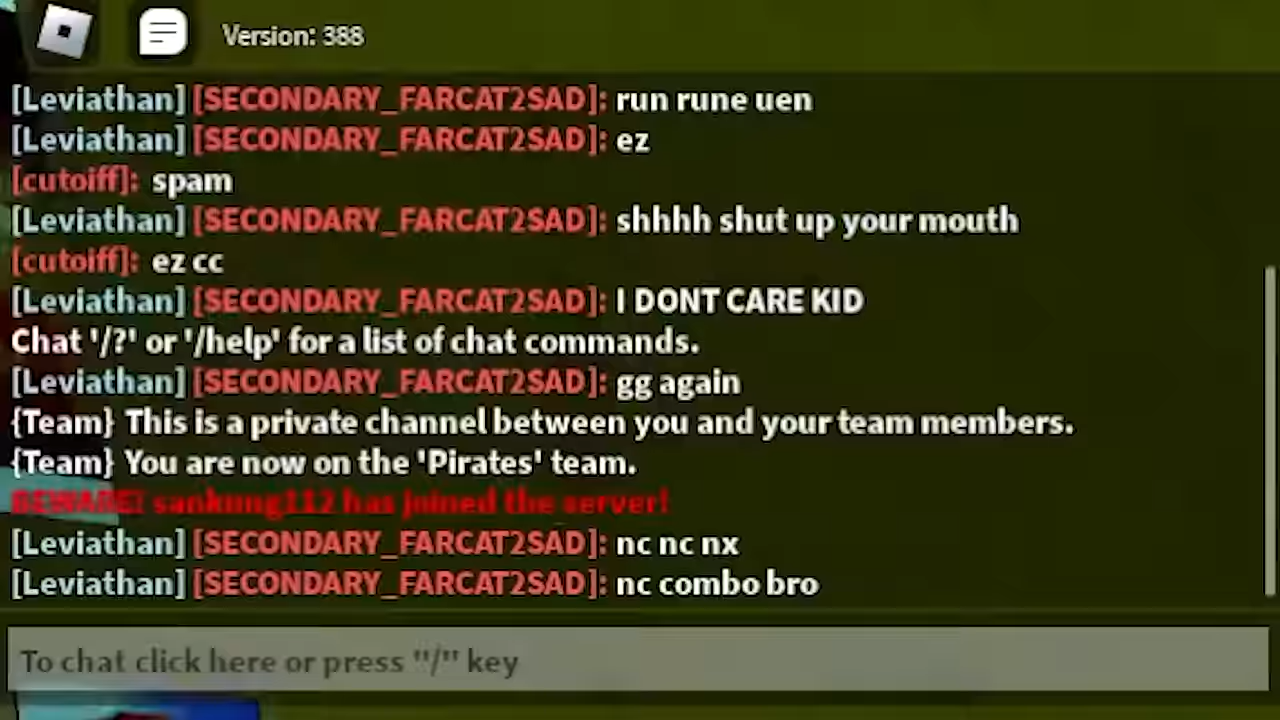 Version: 388
[Leviathan] [SECONDARY_FARCAT2SAD]: run rune uen
[Leviathan] [SECONDARY_FARCAT2SAD]: ez
[cutoiff]: spam
[Leviathan] [SECONDARY_FARCAT2SAD]: shhhh shut up your mouth
[cutoiff]: ez cc
[Leviathan] [SECONDARY_FARCAT2SAD]: I DONT CARE KID
Chat '/?' or '/help' for a list of chat commands.
[Leviathan] [SECONDARY_FARCAT2SAD]: gg again
{Team} This is a private channel between you and your team members.
{Team} You are now on the 'Pirates' team.
BEWARE! sankung112 has joined the server!
[Leviathan] [SECONDARY_FARCAT2SAD]: nc nc nx
[Leviathan] [SECONDARY_FARCAT2SAD]: nc combo bro
To chat click here or press "/" key